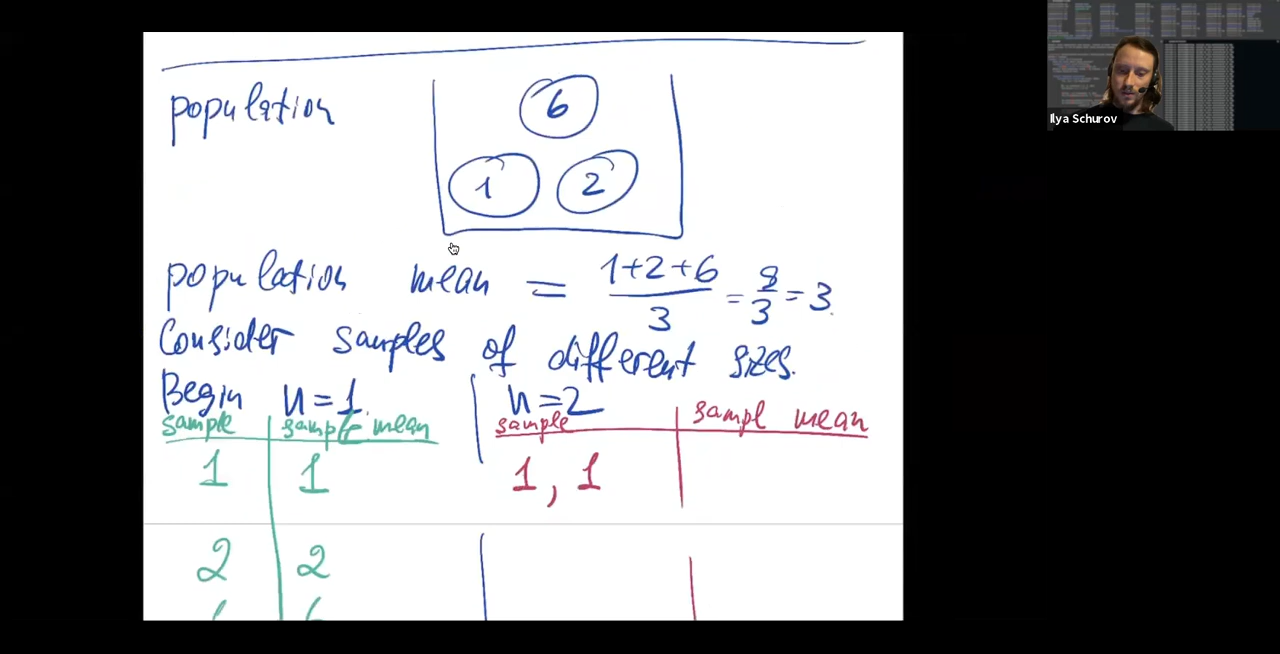 population
6
1 2
population mean = 1+2+6/3 = 9/3 = 3.
Consider samples of different sizes.
Begin n=1. n=2
sample sample mean sample sampl mean
1 1 1, 1
2 2
Ilya Schurov